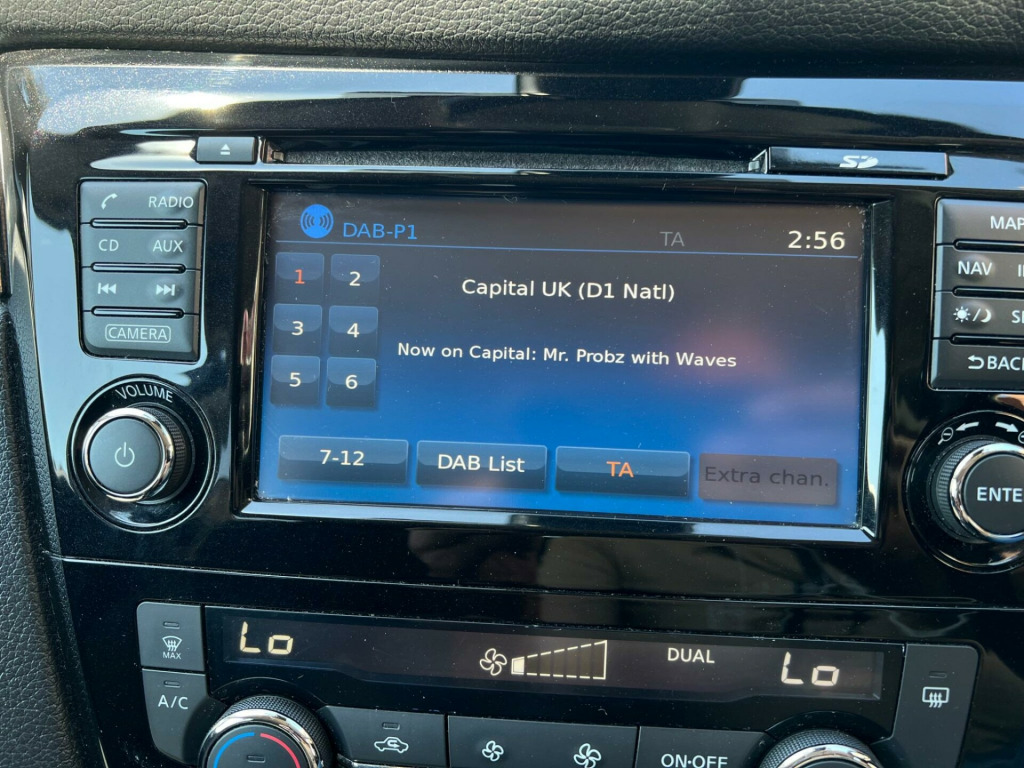 SD
RADIO
CD AUX
CAMERA
VOLUME
DAB-P1 TA 2:56
1 2
3 4
5 6
Capital UK (D1 Natl)
Now on Capital: Mr. Probz with Waves
7-12 DAB List TA Extra chan.
MAP
NAV
BACK
ENTE
Lo DUAL Lo
MAX
A/C
ON·OFF